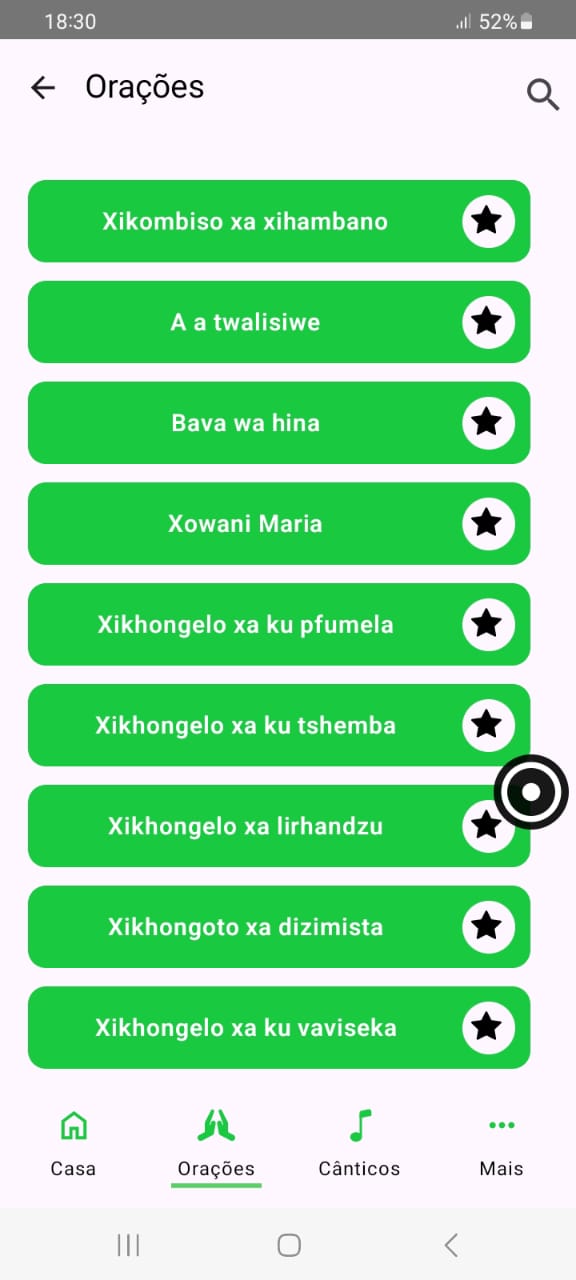 18:30
52%
Orações
Xikombiso xa xihambano
A a twalisiwe
Bava wa hina
Xowani Maria
Xikhongelo xa ku pfumela
Xikhongelo xa ku tshemba
Xikhongelo xa lirhandzu
Xikhongoto xa dizimista
Xikhongelo xa ku vaviseka
Casa
Orações
Cânticos
Mais